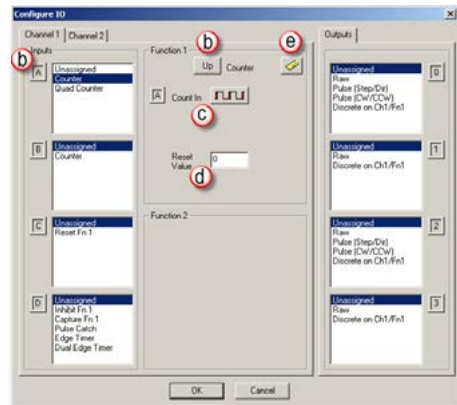 Configure IO
Channel 1
Channel 2
Inputs
b
A
Unassigned
Counter
Quad Counter
B
Unassigned
Counter
C
Unassigned
Reset Fn 1
D
Unassigned
Inhibit Fn 1
Capture Fn 1
Pulse Catch
Edge Timer
Dual Edge Timer
Function 1
b
e
Up
Counter
A
Count In
c
Reset
Value
0
d
Function 2
Outputs
Unassigned
Raw
Pulse (Step/Dir)
Pulse (CW/CCW)
Discrete on Ch1/Fn1
0
Unassigned
Raw
Discrete on Ch1/Fn1
1
Unassigned
Raw
Pulse (Step/Dir)
Pulse (CW/CCW)
Discrete on Ch1/Fn1
2
Unassigned
Raw
Discrete on Ch1/Fn1
3
OK
Cancel